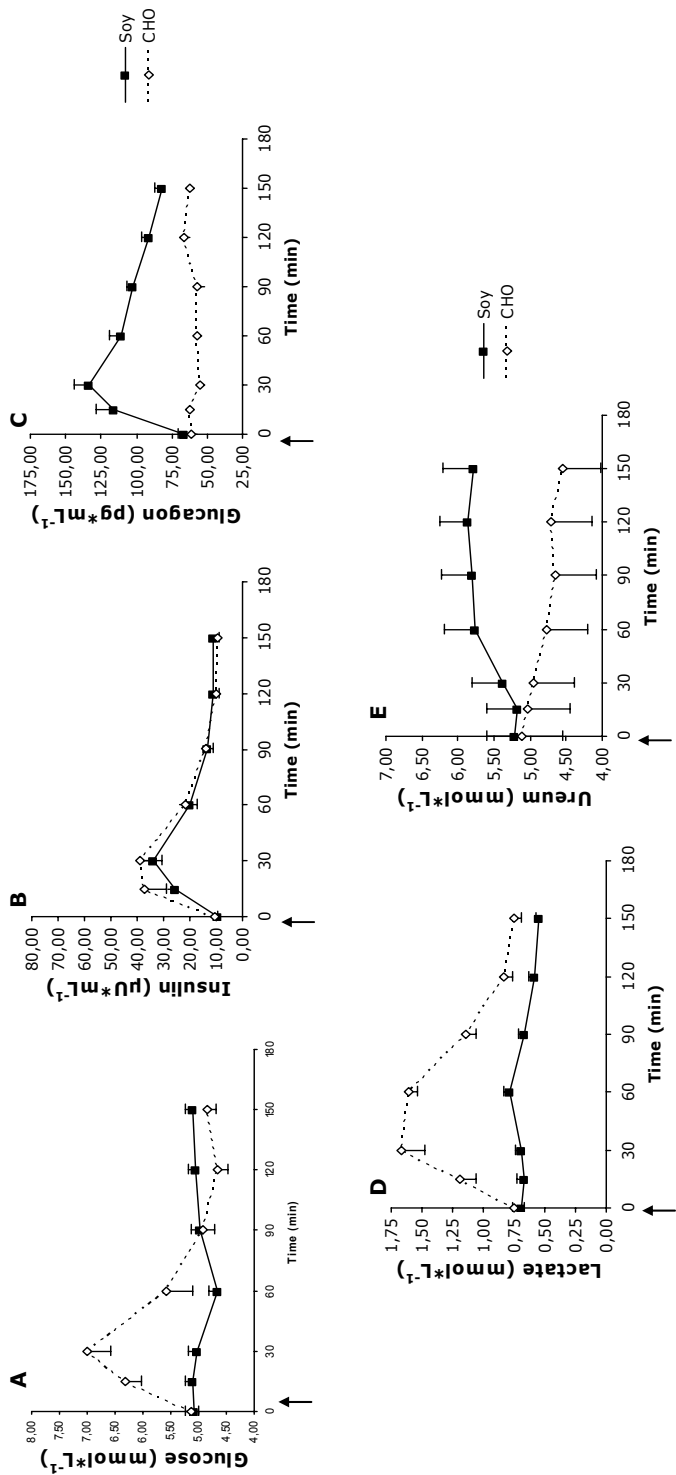 A
8,00
7,50
7,00
6,50
6,00
5,50
5,00
4,50
4,00
Glucose (mmol*L⁻¹)
0 30 60 90 120 150 180
Time (min)
B
80,00
70,00
60,00
50,00
40,00
30,00
20,00
10,00
0,00
Insulin (µU*mL⁻¹)
0 30 60 90 120 150 180
Time (min)
C
175,00
150,00
125,00
100,00
75,00
50,00
25,00
Glucagon (pg*mL⁻¹)
0 30 60 90 120 150 180
Time (min)
Soy
CHO
D
1,75
1,50
1,25
1,00
0,75
0,50
0,25
0,00
Lactate (mmol*L⁻¹)
0 30 60 90 120 150 180
Time (min)
E
7,00
6,50
6,00
5,50
5,00
4,50
4,00
Ureum (mmol*L⁻¹)
0 30 60 90 120 150 180
Time (min)
Soy
CHO